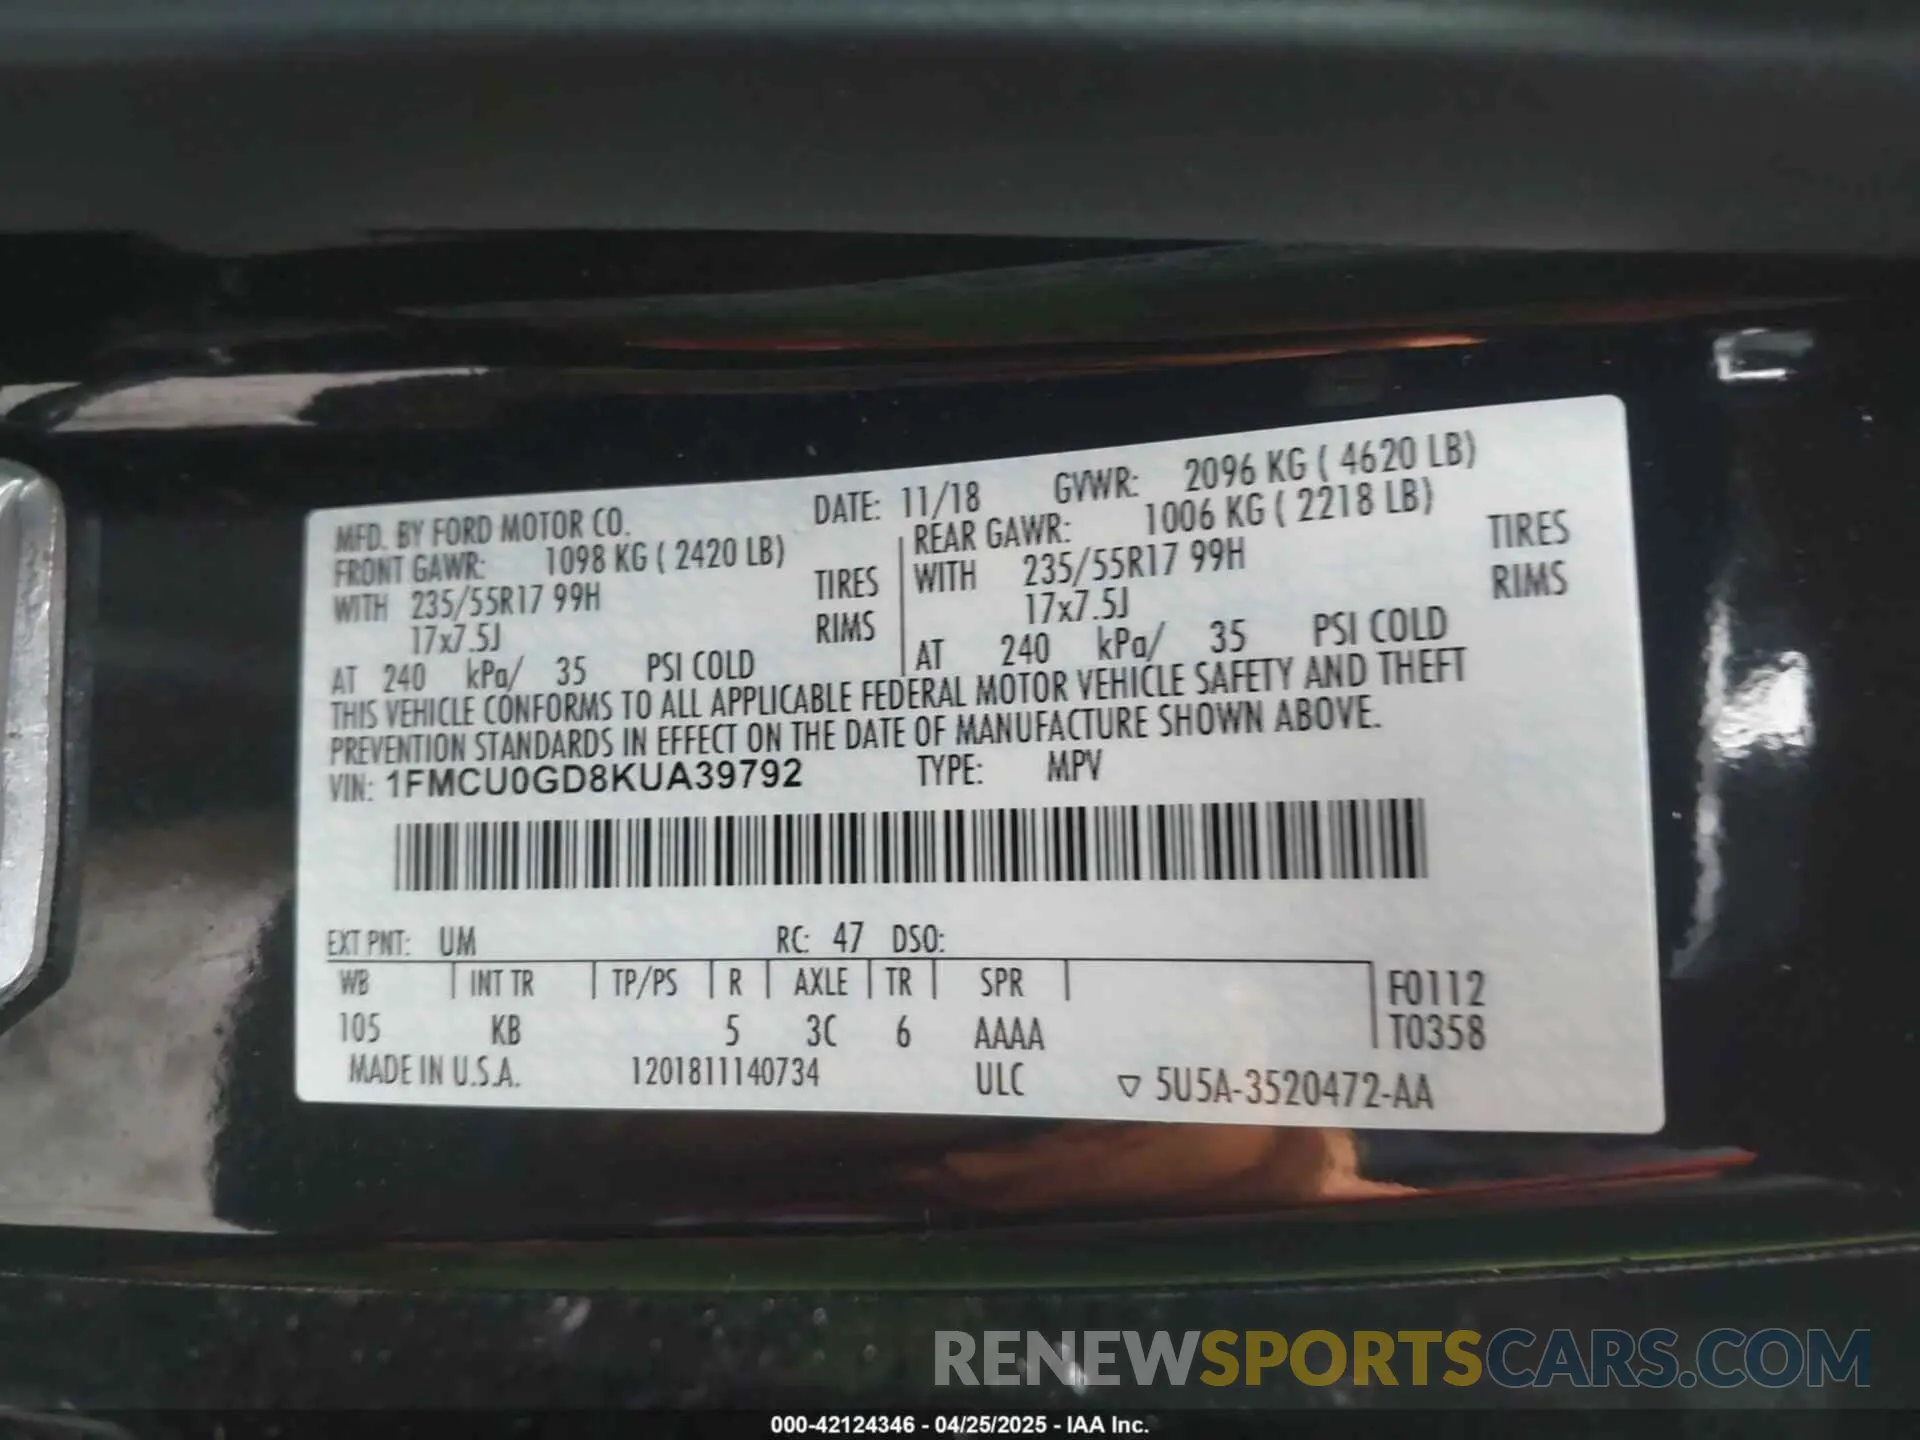 MFD. BY FORD MOTOR CO. DATE: 11/18 GVWR: 2096 KG ( 4620 LB)
FRONT GAWR: 1098 KG ( 2420 LB) REAR GAWR: 1006 KG ( 2218 LB)
WITH 235/55R17 99H TIRES WITH 235/55R17 99H TIRES
17x7.5J RIMS 17x7.5J RIMS
AT 240 kPa/ 35 PSI COLD AT 240 kPa/ 35 PSI COLD
THIS VEHICLE CONFORMS TO ALL APPLICABLE FEDERAL MOTOR VEHICLE SAFETY AND THEFT
PREVENTION STANDARDS IN EFFECT ON THE DATE OF MANUFACTURE SHOWN ABOVE.
VIN: 1FMCU0GD8KUA39792 TYPE: MPV
EXT PNT: UM RC: 47 DSO:
WB INT TR TP/PS R AXLE TR SPR F0112
105 KB 5 3C 6 AAAA T0358
MADE IN U.S.A. 1201811140734 ULC ▽ 5U5A-3520472-AA
RENEWSPORTSCARS.COM
000-42124346 - 04/25/2025 - IAA Inc.